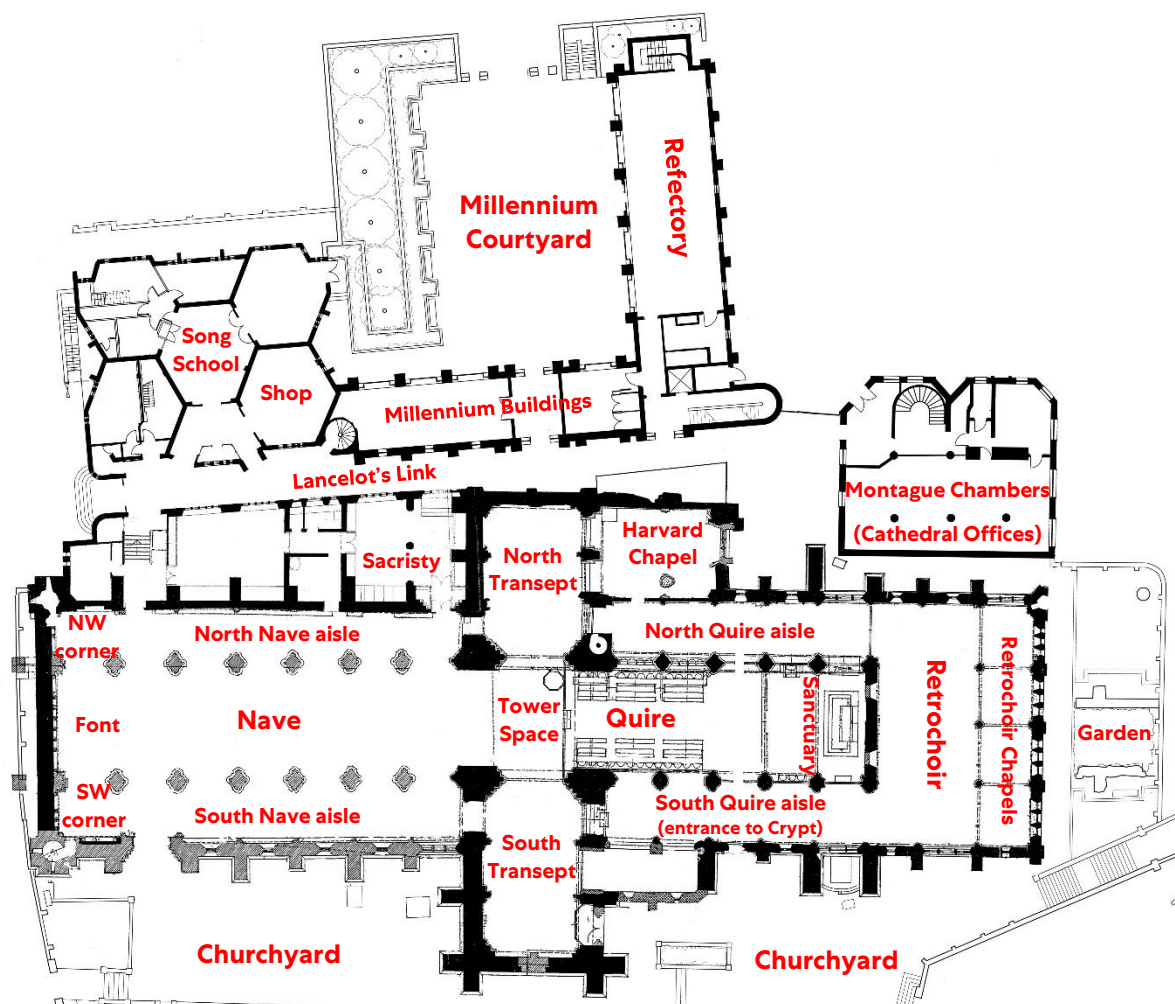 Refectory
Millennium
Courtyard
Song
School
Shop
Millennium Buildings
Lancelot's Link
Montague Chambers
(Cathedral Offices)
Sacristy
North
Transept
Harvard
Chapel
NW
corner
North Nave aisle
North Quire aisle
Font
Nave
Tower
Space
Quire
Sanctuary
Retrochoir
Retrochoir Chapels
Garden
SW
corner
South Nave aisle
South Quire aisle
(entrance to Crypt)
South
Transept
Churchyard
Churchyard